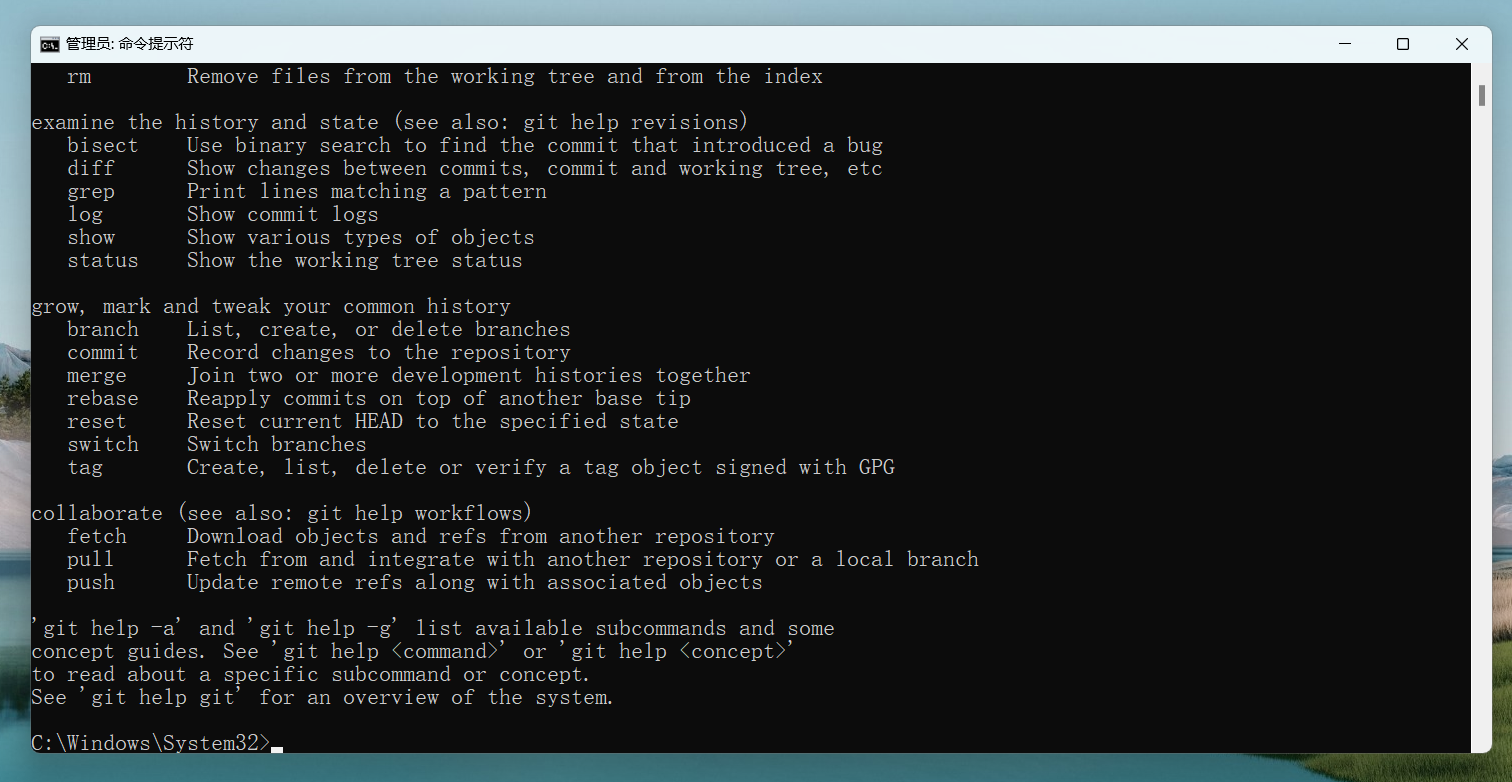 管理员: 命令提示符
rm Remove files from the working tree and from the index
examine the history and state (see also: git help revisions)
bisect Use binary search to find the commit that introduced a bug
diff Show changes between commits, commit and working tree, etc
grep Print lines matching a pattern
log Show commit logs
show Show various types of objects
status Show the working tree status
grow, mark and tweak your common history
branch List, create, or delete branches
commit Record changes to the repository
merge Join two or more development histories together
rebase Reapply commits on top of another base tip
reset Reset current HEAD to the specified state
switch Switch branches
tag Create, list, delete or verify a tag object signed with GPG
collaborate (see also: git help workflows)
fetch Download objects and refs from another repository
pull Fetch from and integrate with another repository or a local branch
push Update remote refs along with associated objects
'git help -a' and 'git help -g' list available subcommands and some
concept guides. See 'git help <command>' or 'git help <concept>'
to read about a specific subcommand or concept.
See 'git help git' for an overview of the system.
C:\Windows\System32>